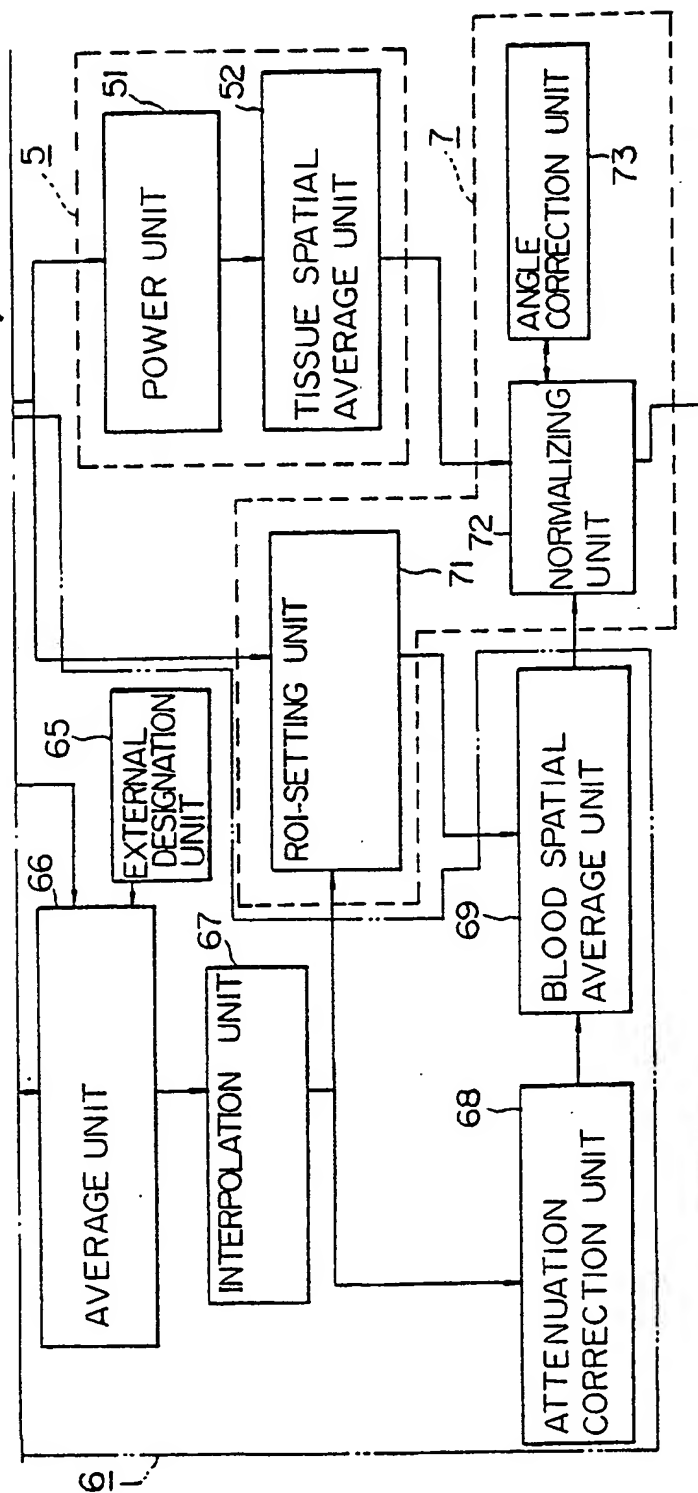 5
51
POWER UNIT
52
TISSUE SPATIAL
AVERAGE UNIT
7
ANGLE
CORRECTION UNIT
73
72
NORMALIZING
UNIT
71
ROI-SETTING UNIT
65
EXTERNAL
DESIGNATION
UNIT
66
AVERAGE UNIT
67
INTERPOLATION UNIT
69
BLOOD SPATIAL
AVERAGE UNIT
68
ATTENUATION
CORRECTION UNIT
6